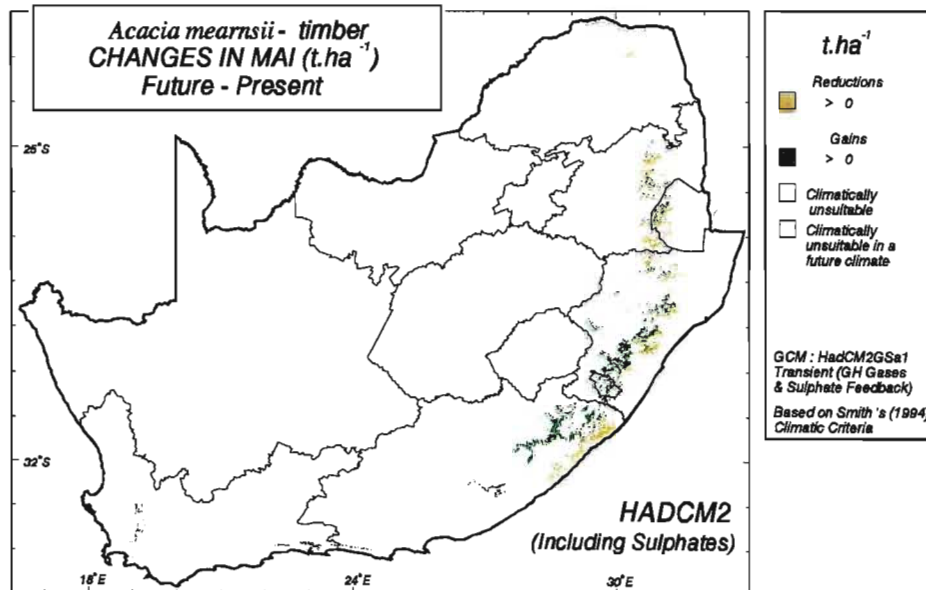 Acacia mearnsii - timber
CHANGES IN MAI (t.ha⁻¹)
Future - Present
t.ha⁻¹
Reductions
> 0
Gains
> 0
Climatically
unsuitable
Climatically
unsuitable in a
future climate
GCM : HadCM2GSa1
Transient (GH Gases
& Sulphate Feedback)
Based on Smith's (1994)
Climatic Criteria
25°S
32°S
HADCM2
(Including Sulphates)
18°E
24°E
30°E